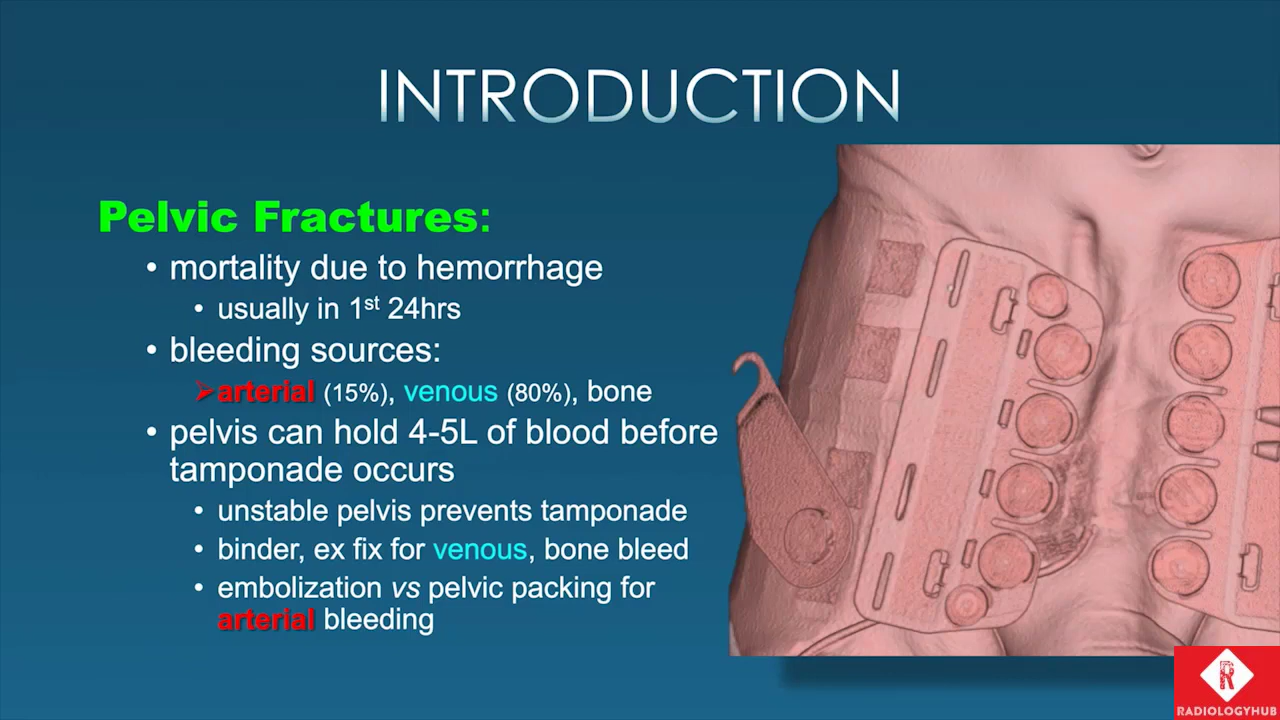 INTRODUCTION
Pelvic Fractures:
• mortality due to hemorrhage
• usually in 1st 24hrs
• bleeding sources:
➢arterial (15%), venous (80%), bone
• pelvis can hold 4-5L of blood before
tamponade occurs
• unstable pelvis prevents tamponade
• binder, ex fix for venous, bone bleed
• embolization vs pelvic packing for
arterial bleeding
R
RADIOLOGYHUB